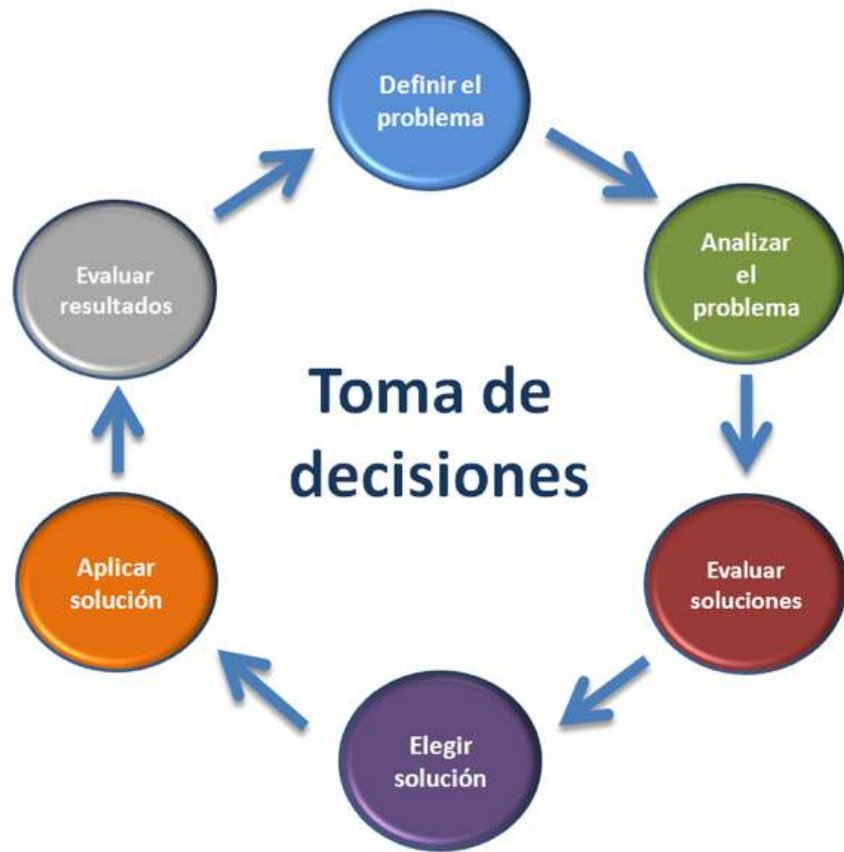 Definir el
problema
Analizar
el
problema
Evaluar
soluciones
Elegir
solución
Aplicar
solución
Evaluar
resultados
Toma de
decisiones